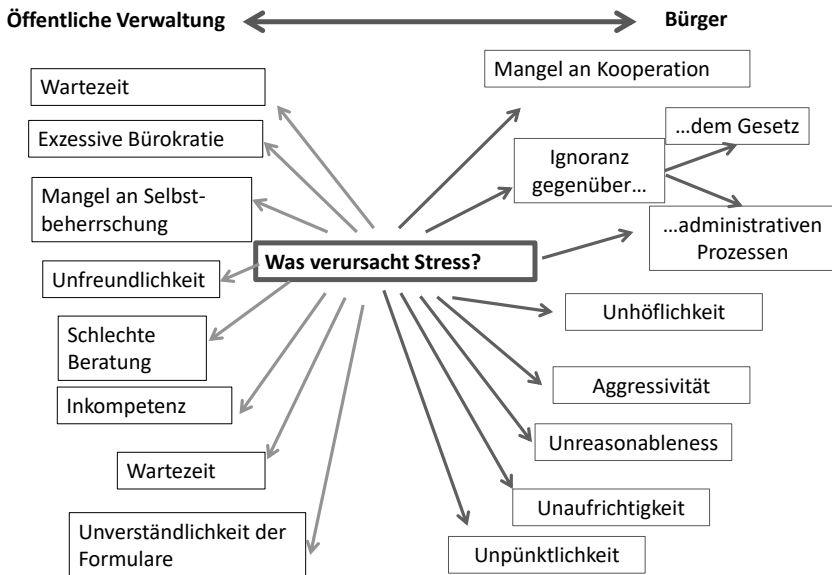 Öffentliche Verwaltung
Bürger
Wartezeit
Exzessive Bürokratie
Mangel an Selbst-
beherrschung
Unfreundlichkeit
Schlechte
Beratung
Inkompetenz
Wartezeit
Unverständlichkeit der
Formulare
Was verursacht Stress?
Mangel an Kooperation
Ignoranz
gegenüber...
...dem Gesetz
...administrativen
Prozessen
Unhöflichkeit
Aggressivität
Unreasonableness
Unaufrichtigkeit
Unpünktlichkeit